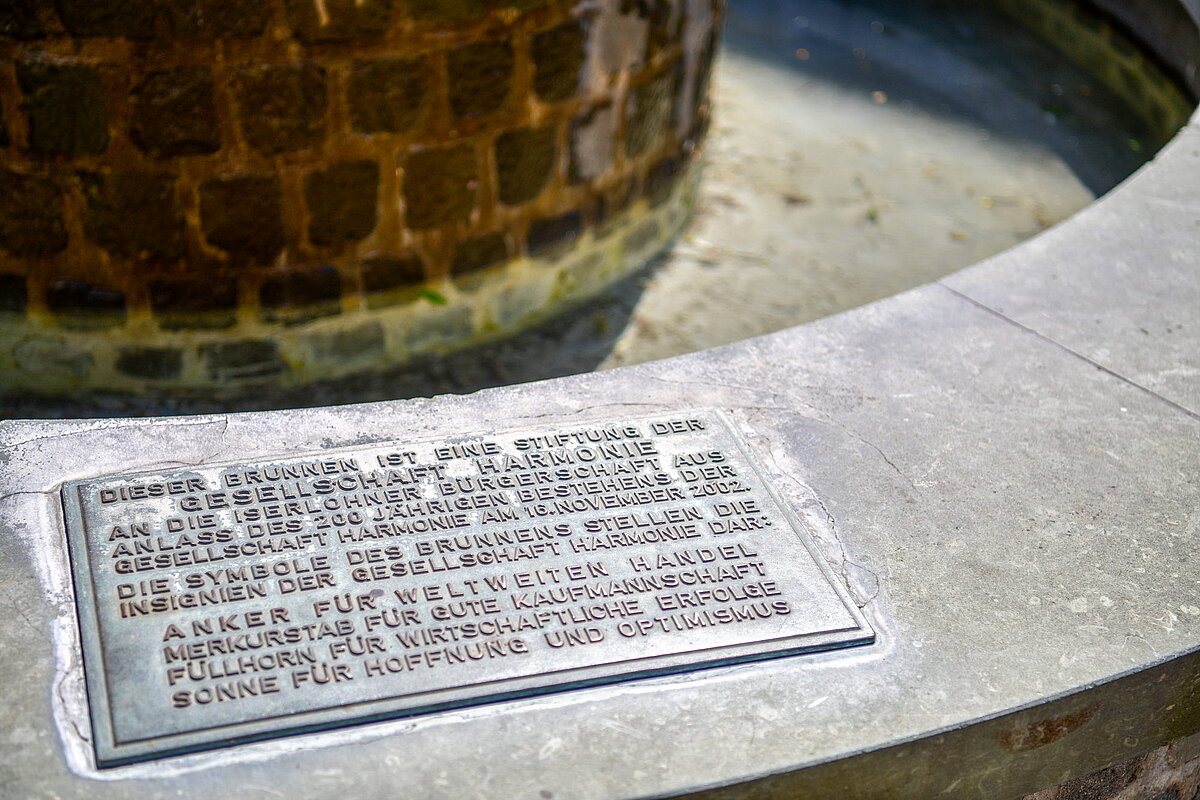 DIESER BRUNNEN IST EINE STIFTUNG DER
GESELLSCHAFT HARMONIE
AN DIE ISERLOHNER BÜRGERSCHAFT AUS
ANLASS DES 200 JÄHRIGEN BESTEHENS DER
GESELLSCHAFT HARMONIE AM 16. NOVEMBER 2002.
DIE SYMBOLE DES BRUNNENS STELLEN DIE
INSIGNIEN DER GESELLSCHAFT HARMONIE DAR:
ANKER FÜR WELTWEITEN HANDEL
MERKURSTAB FÜR GUTE KAUFMANNSCHAFT
FÜLLHORN FÜR WIRTSCHAFTLICHE ERFOLGE
SONNE FÜR HOFFNUNG UND OPTIMISMUS